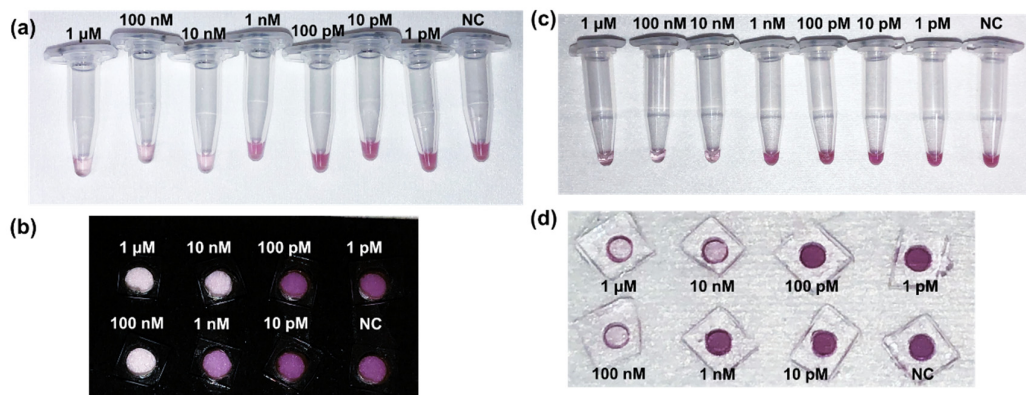 (a)
1 μM 100 nM 10 nM 1 nM 100 pM 10 pM 1 pM NC
(b)
1 μM 10 nM 100 pM 1 pM
100 nM 1 nM 10 pM NC
(c)
1 μM 100 nM 10 nM 1 nM 100 pM 10 pM 1 pM NC
(d)
1 μM 10 nM 100 pM 1 pM
100 nM 1 nM 10 pM NC